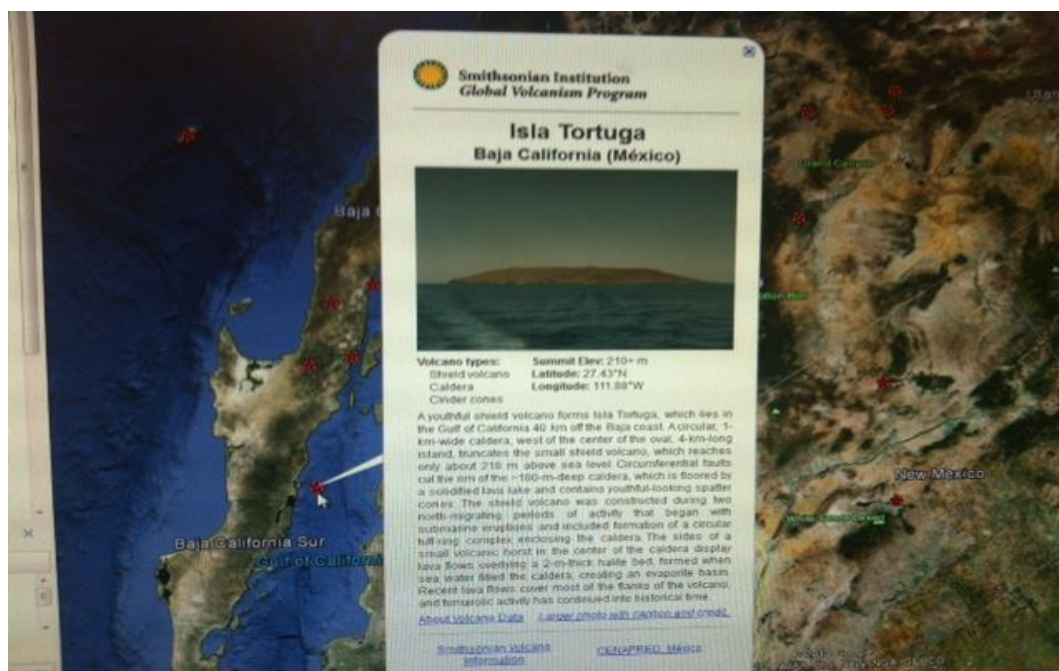 Smithsonian Institution
Global Volcanism Program
Isla Tortuga
Baja California (México)
Volcano types:
Shield volcano
Caldera
Cinder cones
Summit Elev: 210+ m
Latitude: 27.43°N
Longitude: 111.88°W
A youthful shield volcano forms Isla Tortuga, which lies in
the Gulf of California 40 km off the Baja coast. A circular, 1-
km-wide caldera, west of the center of the oval, 4-km-long
island, truncates the small shield volcano, which reaches
only about 210 m above sea level. Circumferential faults
cut the rim of the >100-m-deep caldera, which is floored by
a solidified lava lake and contains youthful-looking spatter
cones. The shield volcano was constructed during two
north-migrating periods of activity that began with
submarine eruptions and included formation of a circular
tuff-ring complex enclosing the caldera. The sides of a
small volcanic horst in the center of the caldera display
lava flows overlying a 2-m-thick halite bed, formed when
sea water filled the caldera, creating an evaporite basin.
Recent lava flows cover most of the flanks of the volcano,
and fumarolic activity has continued into historical time.
About Volcano Data Larger photo with caption and credit.
Smithsonian Volcano
Information
CENAPRED, México
Baja
Baja California Sur
Gulf of California
Grand Canyon
New Mexico
White Sands